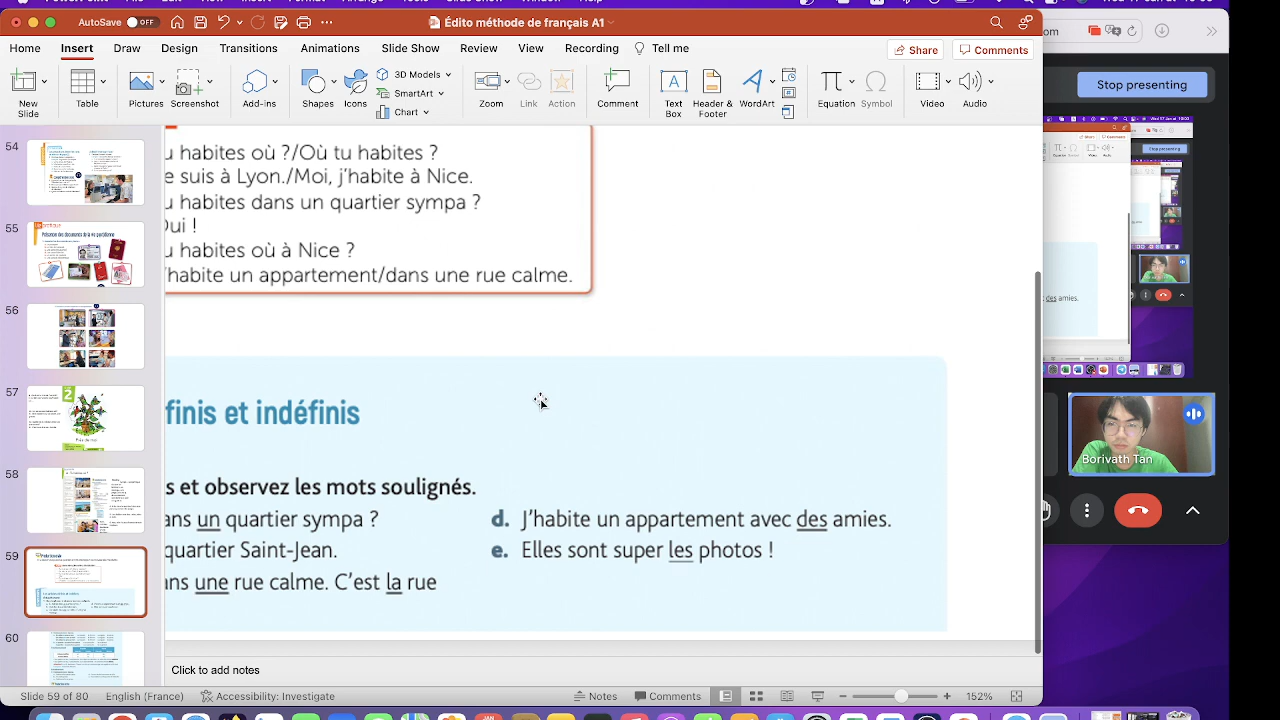 AutoSave OFF
Édito - Méthode de français A1
Home Insert Draw Design Transitions Animations Slide Show Review View Recording Tell me
Share Comments
New Slide
Table
Pictures
Screenshot
Add-ins
Shapes
Icons
3D Models
SmartArt
Chart
Zoom
Link
Action
Comment
Text Box
Header & Footer
WordArt
Equation
Symbol
Video
Audio
Stop presenting
54
55
56
57
58
59
60
u habites où ?/Où tu habites ?
e suis à Lyon./Moi, j'habite à Nice.
u habites dans un quartier sympa ?
Oui !
u habites où à Nice ?
'habite un appartement/dans une rue calme.
finis et indéfinis
s et observez les mots soulignés.
ans un quartier sympa ?
quartier Saint-Jean.
ns une rue calme. C'est la rue
d. J'habite un appartement avec des amies.
e. Elles sont super les photos !
to add notes
Borivath Tan
Slide 59 of 80 English (France) Accessibility: Investigate Notes Comments 152%